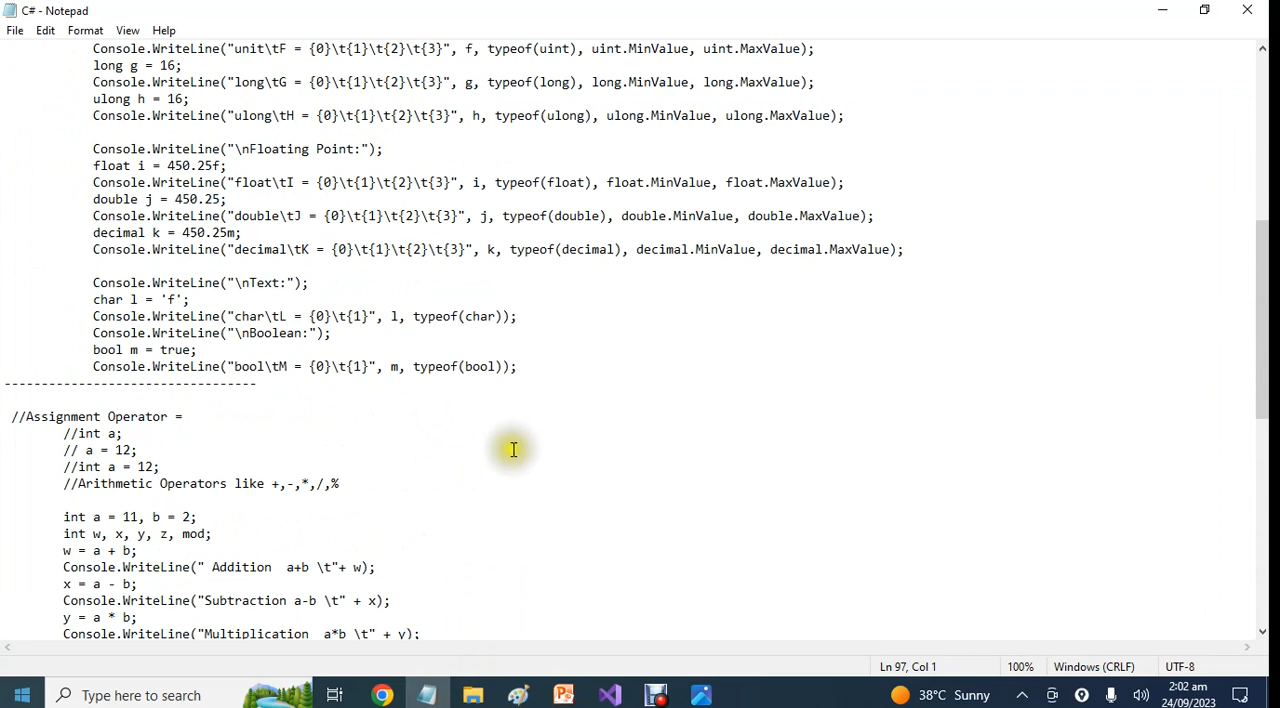 C# - Notepad
File Edit Format View Help
Console.WriteLine("unit\tF = {0}\t{1}\t{2}\t{3}", f, typeof(uint), uint.MinValue, uint.MaxValue);
long g = 16;
Console.WriteLine("long\tG = {0}\t{1}\t{2}\t{3}", g, typeof(long), long.MinValue, long.MaxValue);
ulong h = 16;
Console.WriteLine("ulong\tH = {0}\t{1}\t{2}\t{3}", h, typeof(ulong), ulong.MinValue, ulong.MaxValue);
Console.WriteLine("\nFloating Point:");
float i = 450.25f;
Console.WriteLine("float\tI = {0}\t{1}\t{2}\t{3}", i, typeof(float), float.MinValue, float.MaxValue);
double j = 450.25;
Console.WriteLine("double\tJ = {0}\t{1}\t{2}\t{3}", j, typeof(double), double.MinValue, double.MaxValue);
decimal k = 450.25m;
Console.WriteLine("decimal\tK = {0}\t{1}\t{2}\t{3}", k, typeof(decimal), decimal.MinValue, decimal.MaxValue);
Console.WriteLine("\nText:");
char l = 'f';
Console.WriteLine("char\tL = {0}\t{1}", l, typeof(char));
Console.WriteLine("\nBoolean:");
bool m = true;
Console.WriteLine("bool\tM = {0}\t{1}", m, typeof(bool));
----------------------------------
//Assignment Operator =
//int a;
// a = 12;
//int a = 12;
//Arithmetic Operators like +,-,*,/,%
int a = 11, b = 2;
int w, x, y, z, mod;
w = a + b;
Console.WriteLine(" Addition  a+b \t"+ w);
x = a - b;
Console.WriteLine("Subtraction a-b \t" + x);
y = a * b;
Console.WriteLine("Multiplication  a*b \t" + y);
Ln 97, Col 1 100% Windows (CRLF) UTF-8
Type here to search 38°C Sunny 2:02 am
24/09/2023